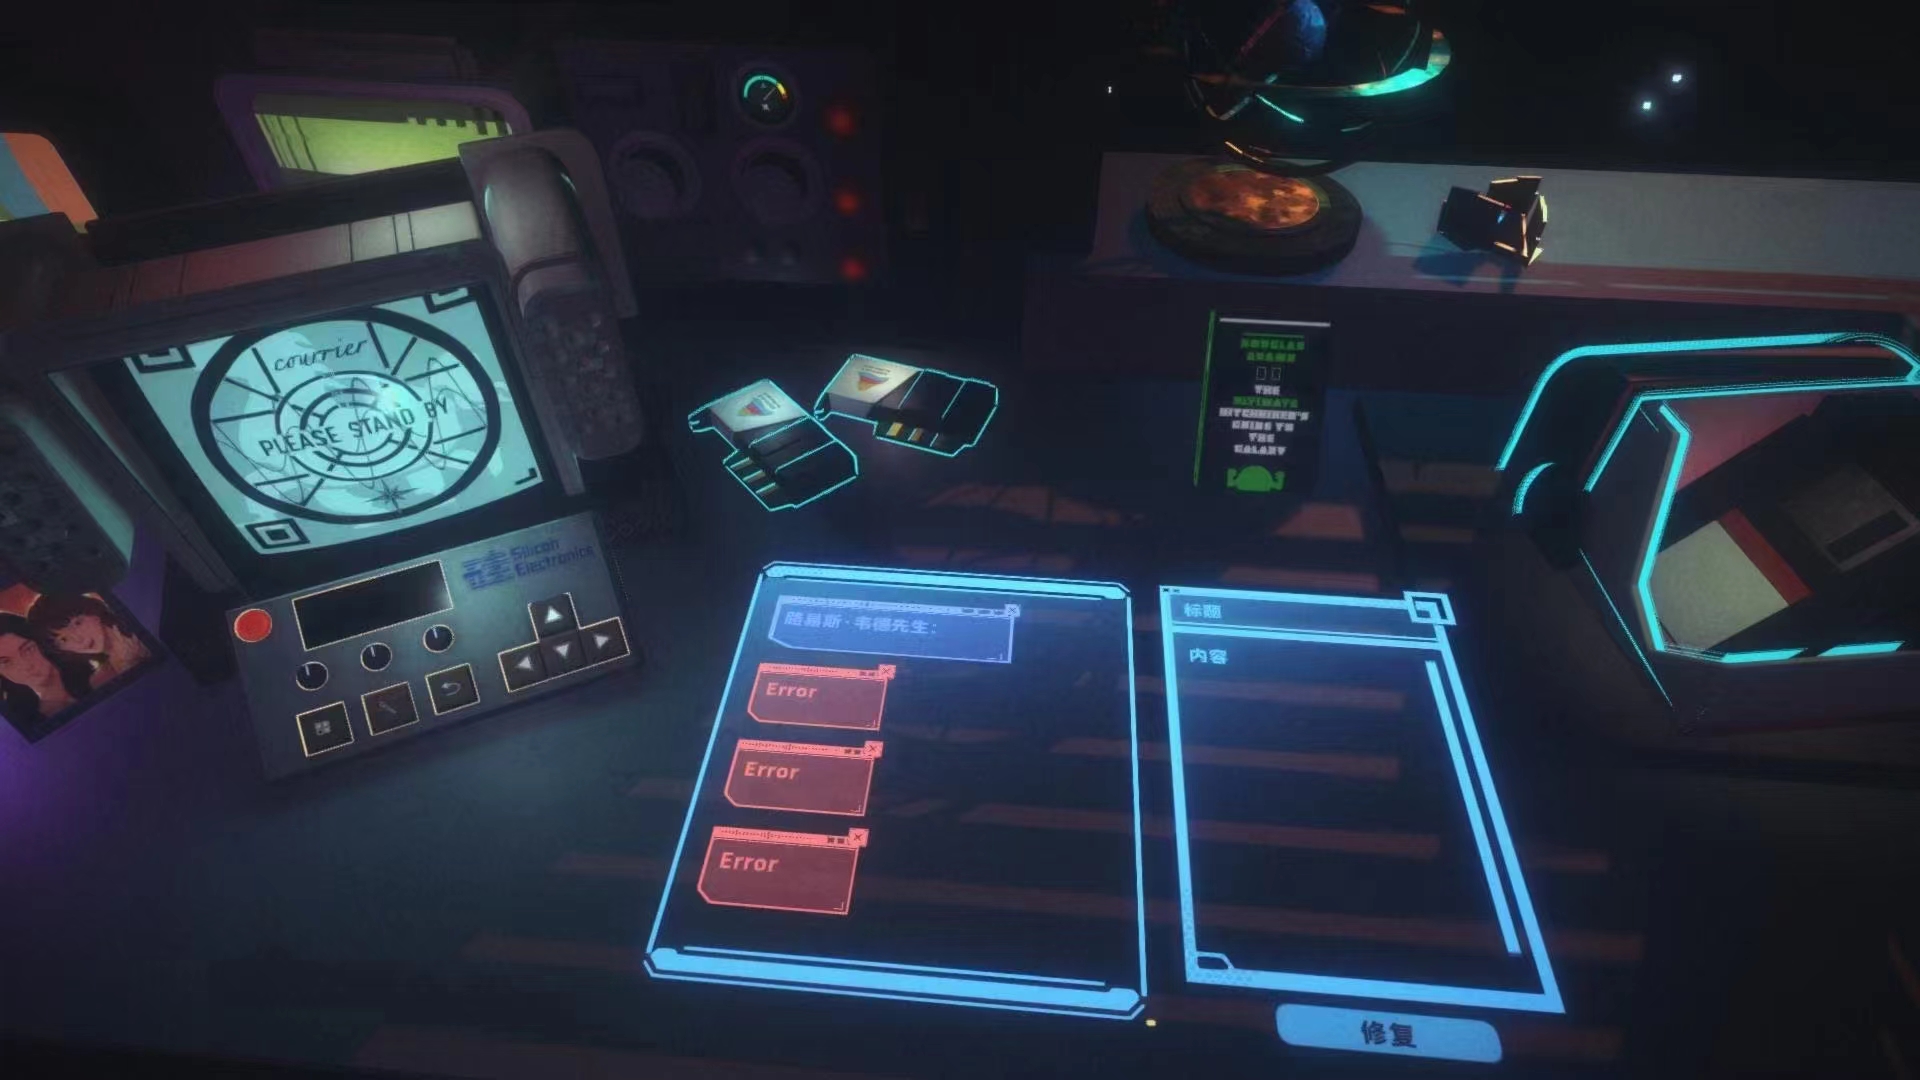 courier
PLEASE STAND BY
Silicon
Electronics
DOUGLAS
ADAMS
THE
ULTIMATE
HITCHHIKER'S
GUIDE TO
THE
GALAXY
路易斯·韦德先生：
Error
Error
Error
标题
内容
修复